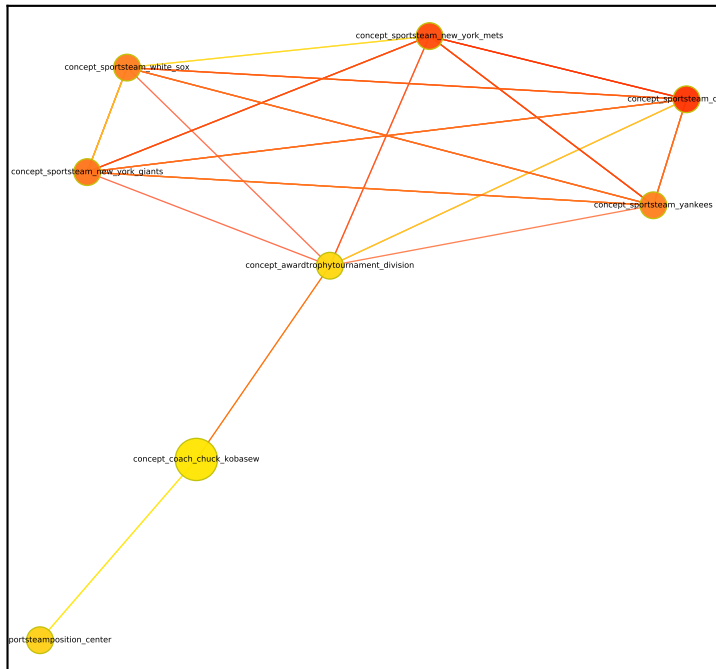 concept_sportsteam_new_york_mets
concept_sportsteam_white_sox
concept_sportsteam_c
concept_sportsteam_new_york_giants
concept_sportsteam_yankees
concept_awardtrophytournament_division
concept_coach_chuck_kobasew
portsteamposition_center